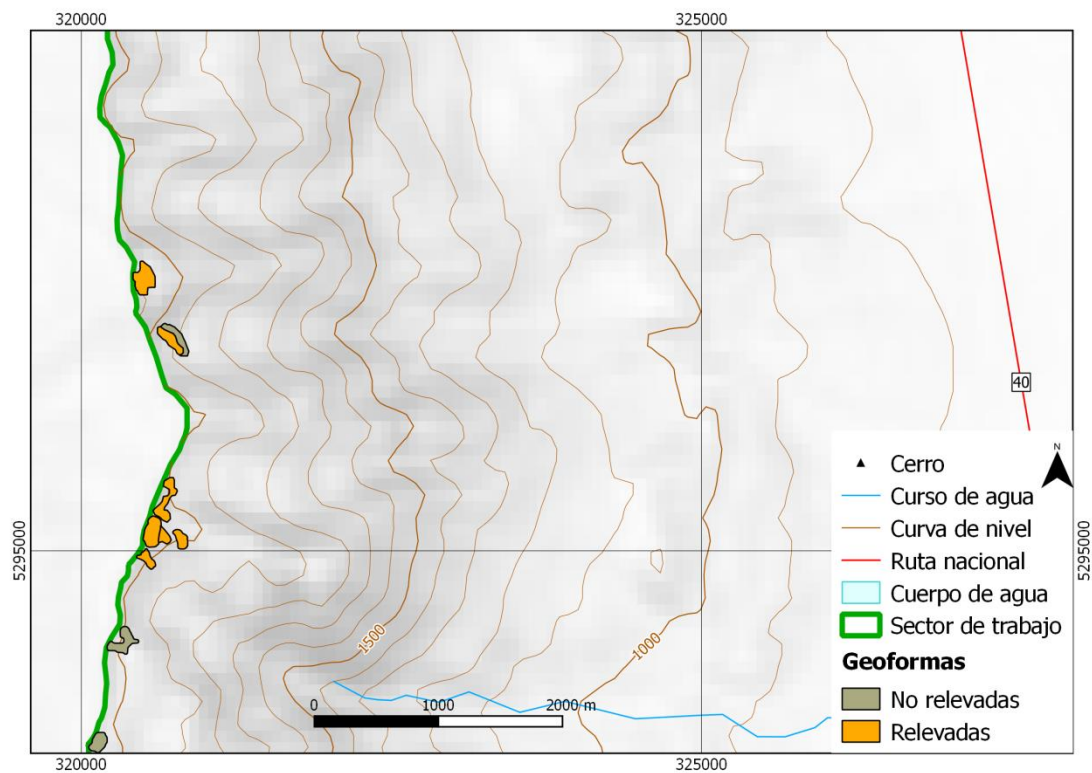 320000
325000
40
N
Cerro
Curso de agua
Curva de nivel
Ruta nacional
Cuerpo de agua
Sector de trabajo
Geoformas
No relevadas
Relevadas
5295000
5295000
1500
1000
0 1000 2000 m
320000
325000